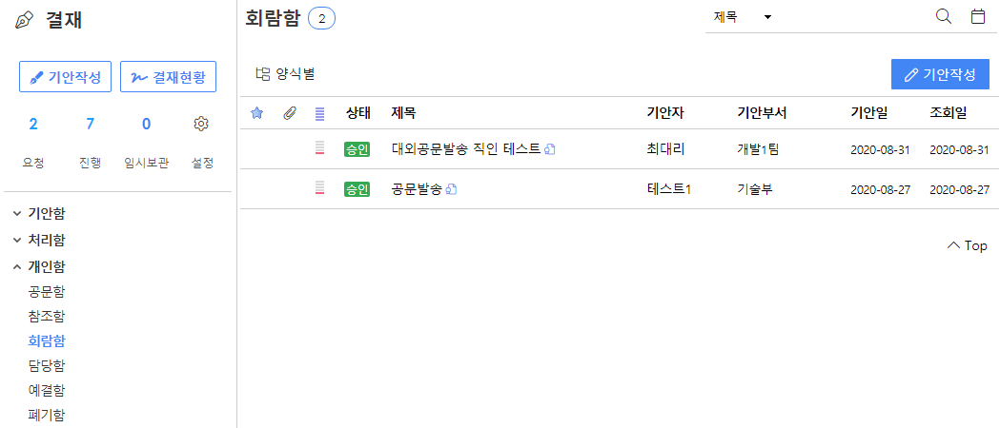 결재
기안작성 결재현황
2 7 0
요청 진행 임시보관 설정
기안함
처리함
개인함
공문함
참조함
회람함
담당함
예결함
폐기함
회람함 2
제목
양식별
기안작성
상태 제목 기안자 기안부서 기안일 조회일
승인 대외공문발송 직인 테스트 최대리 개발1팀 2020-08-31 2020-08-31
승인 공문발송 테스트1 기술부 2020-08-27 2020-08-27
Top